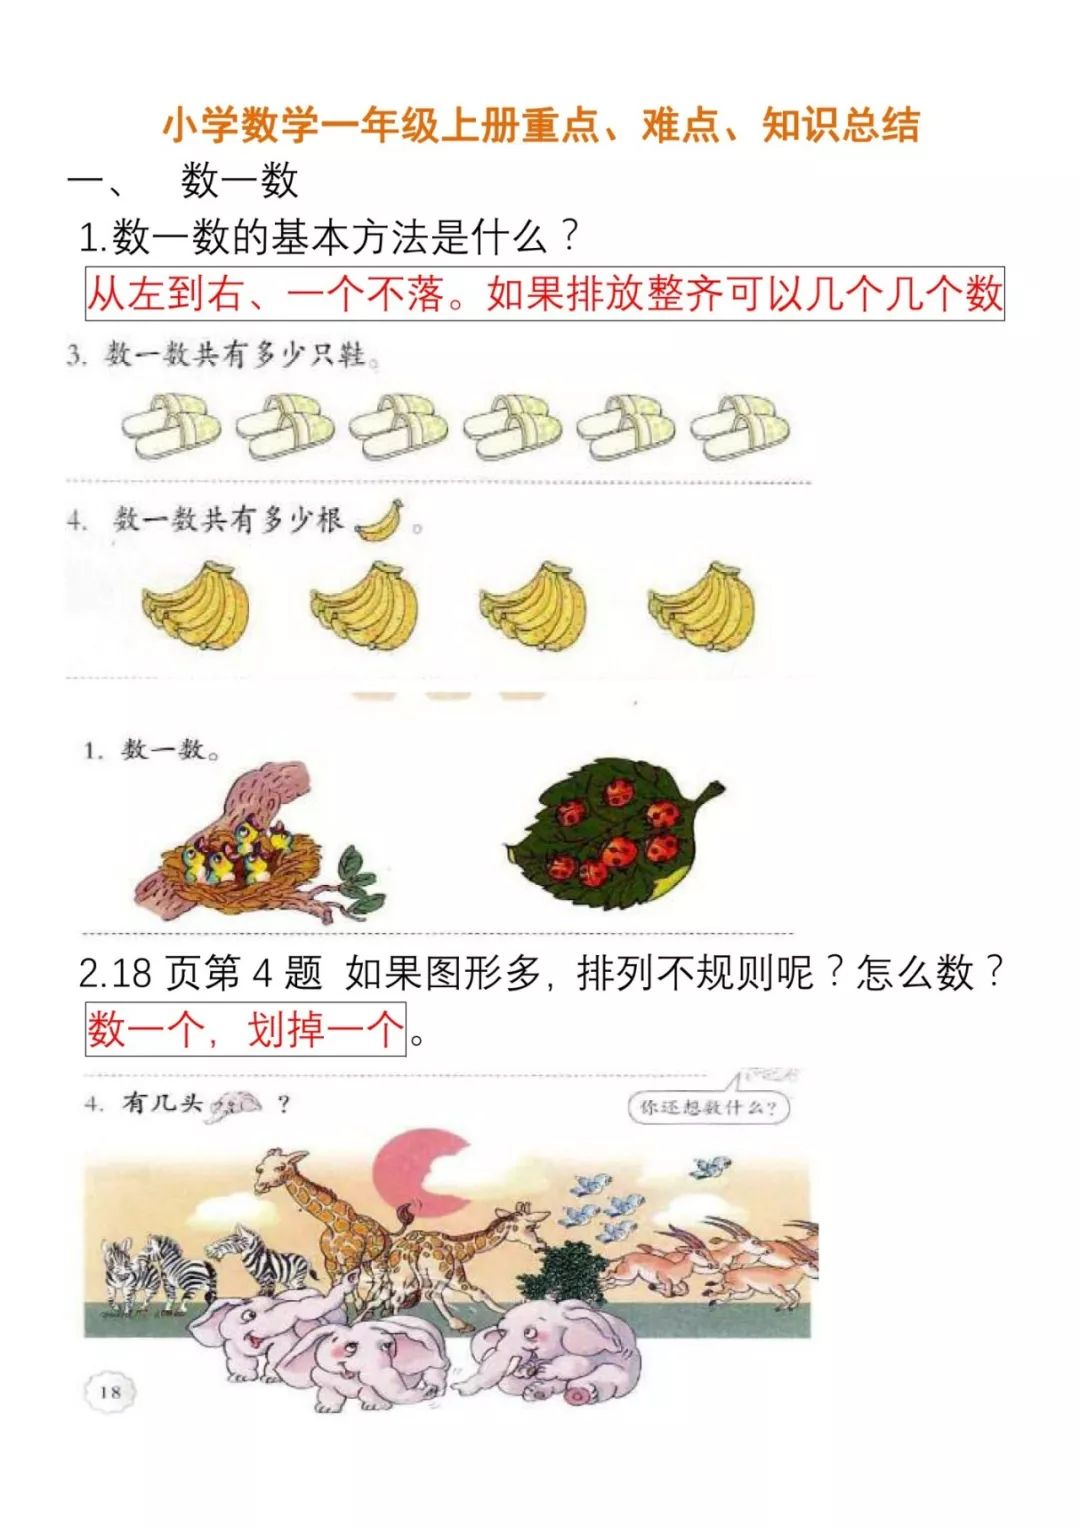 小学数学一年级上册重点、难点、知识总结
一、 数一数
1.数一数的基本方法是什么？
从左到右、一个不落。如果排放整齐可以几个几个数
3. 数一数共有多少只鞋。
4. 数一数共有多少根 。
1. 数一数。
2.18 页第 4 题 如果图形多，排列不规则呢？怎么数？
数一个，划掉一个。
4. 有几头 ？
你还想数什么？
18